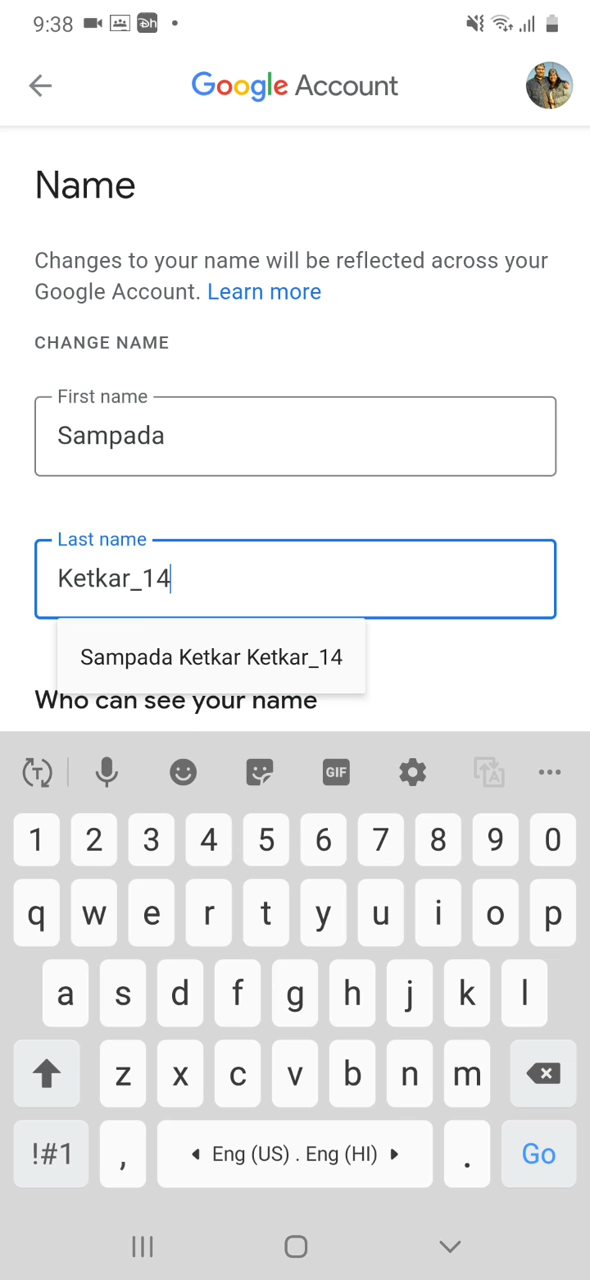 9:38
Dh
Google Account
Name
Changes to your name will be reflected across your
Google Account. Learn more
CHANGE NAME
First name
Sampada
Last name
Ketkar_14
Sampada Ketkar Ketkar_14
Who can see your name
T GIF A
1 2 3 4 5 6 7 8 9 0
q w e r t y u i o p
a s d f g h j k l
z x c v b n m
!#1 , Eng (US) . Eng (HI) . Go